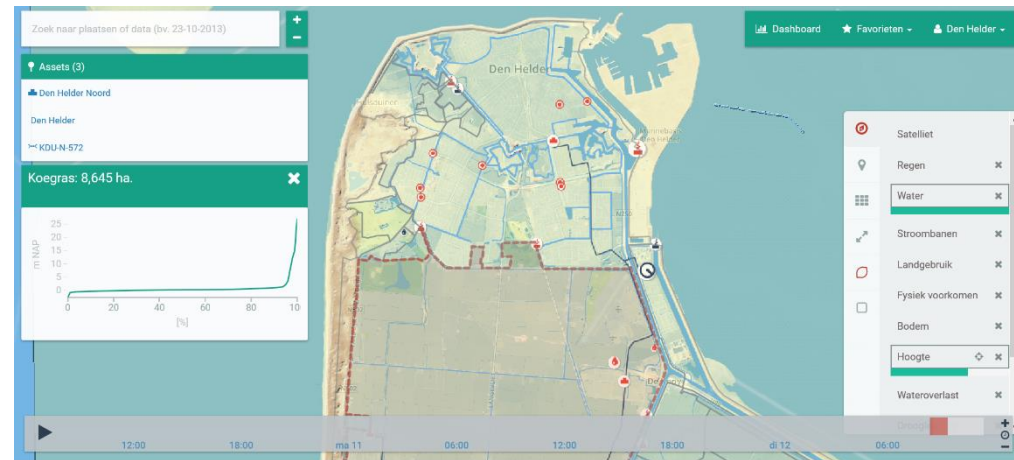 Zoek naar plaatsen of data (bv. 23-10-2013)
+
−
Dashboard
Favorieten
Den Helder
Assets (3)
Den Helder Noord
Den Helder
KDU-N-572
Koegras: 8,645 ha.
25
20
15
10
5
0
m NAP
0 20 40 60 80 10
[%]
Den Helder
Satelliet
Regen
Water
Stroombanen
Landgebruik
Fysiek voorkomen
Bodem
Hoogte
Wateroverlast
12:00 18:00 ma 11 06:00 12:00 18:00 di 12 06:00
+
−